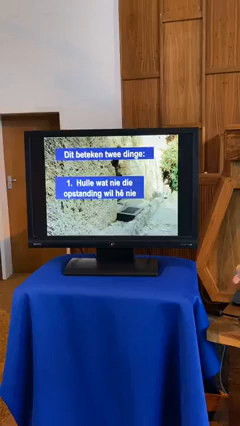 Dit beteken twee dinge:
1. Hulle wat nie die
opstanding wil hê nie